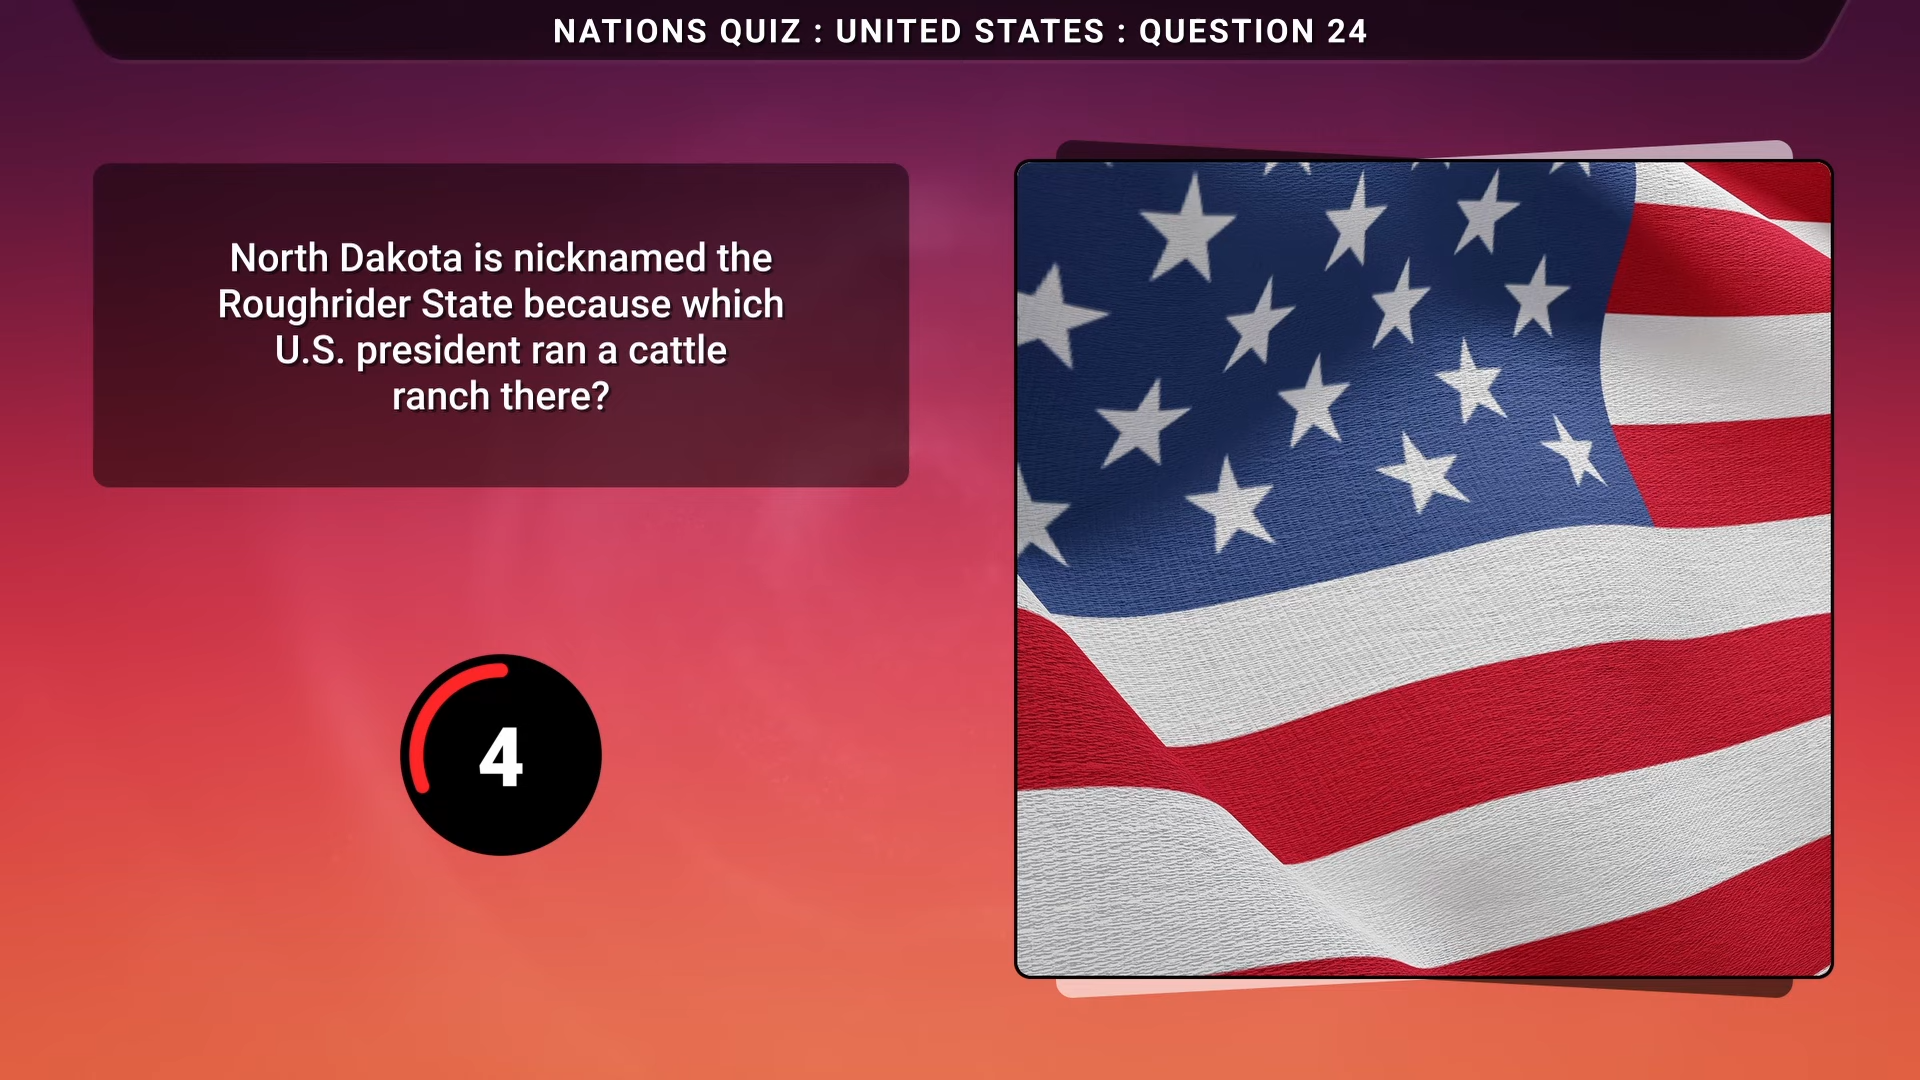 NATIONS QUIZ : UNITED STATES : QUESTION 24
North Dakota is nicknamed the
Roughrider State because which
U.S. president ran a cattle
ranch there?
4